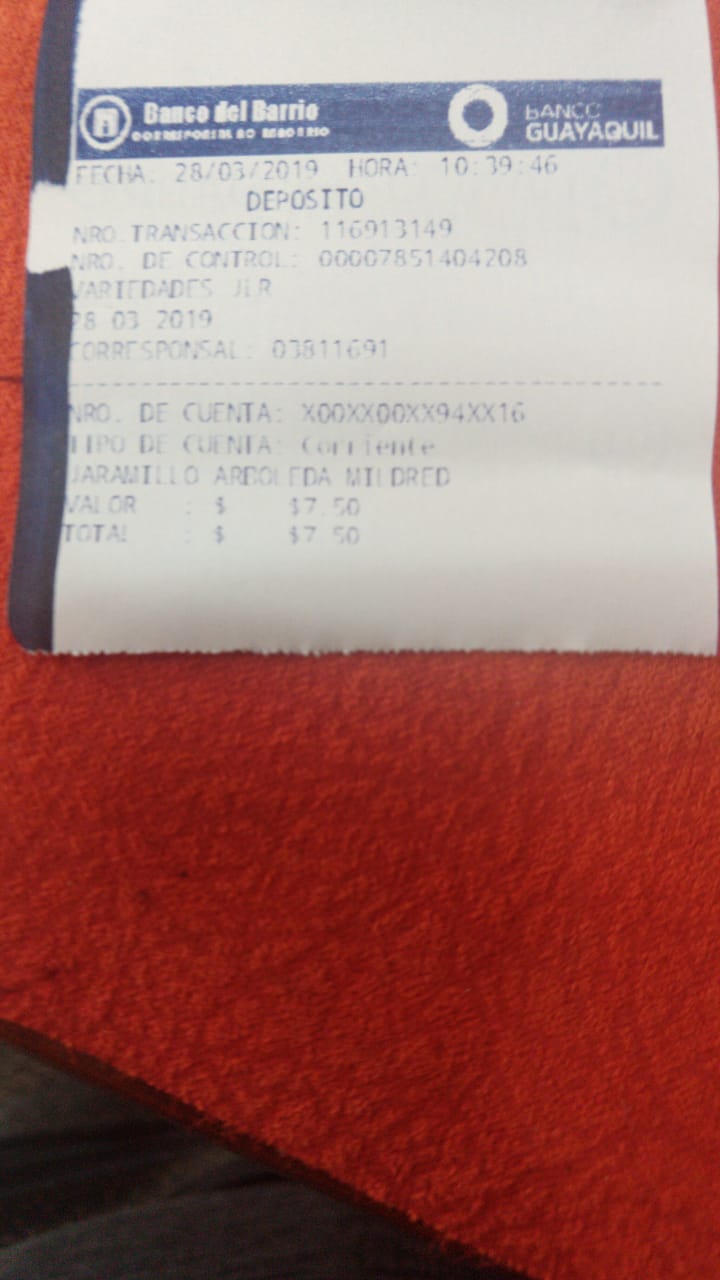 Banco del Barrio
CORRESPONSAL NO BANCARIO
BANCO
GUAYAQUIL
FECHA: 28/03/2019 HORA: 10:39:46
DEPOSITO
NRO.TRANSACCION: 116913149
NRO. DE CONTROL: 00007851404208
VARIEDADES JLR
28 03 2019
CORRESPONSAL: 03811691
NRO. DE CUENTA: X00XX00XX94XX16
TIPO DE CUENTA: Corriente
JARAMILLO ARBOLEDA MILDRED
VALOR : $ $7.50
TOTAL : $ $7.50